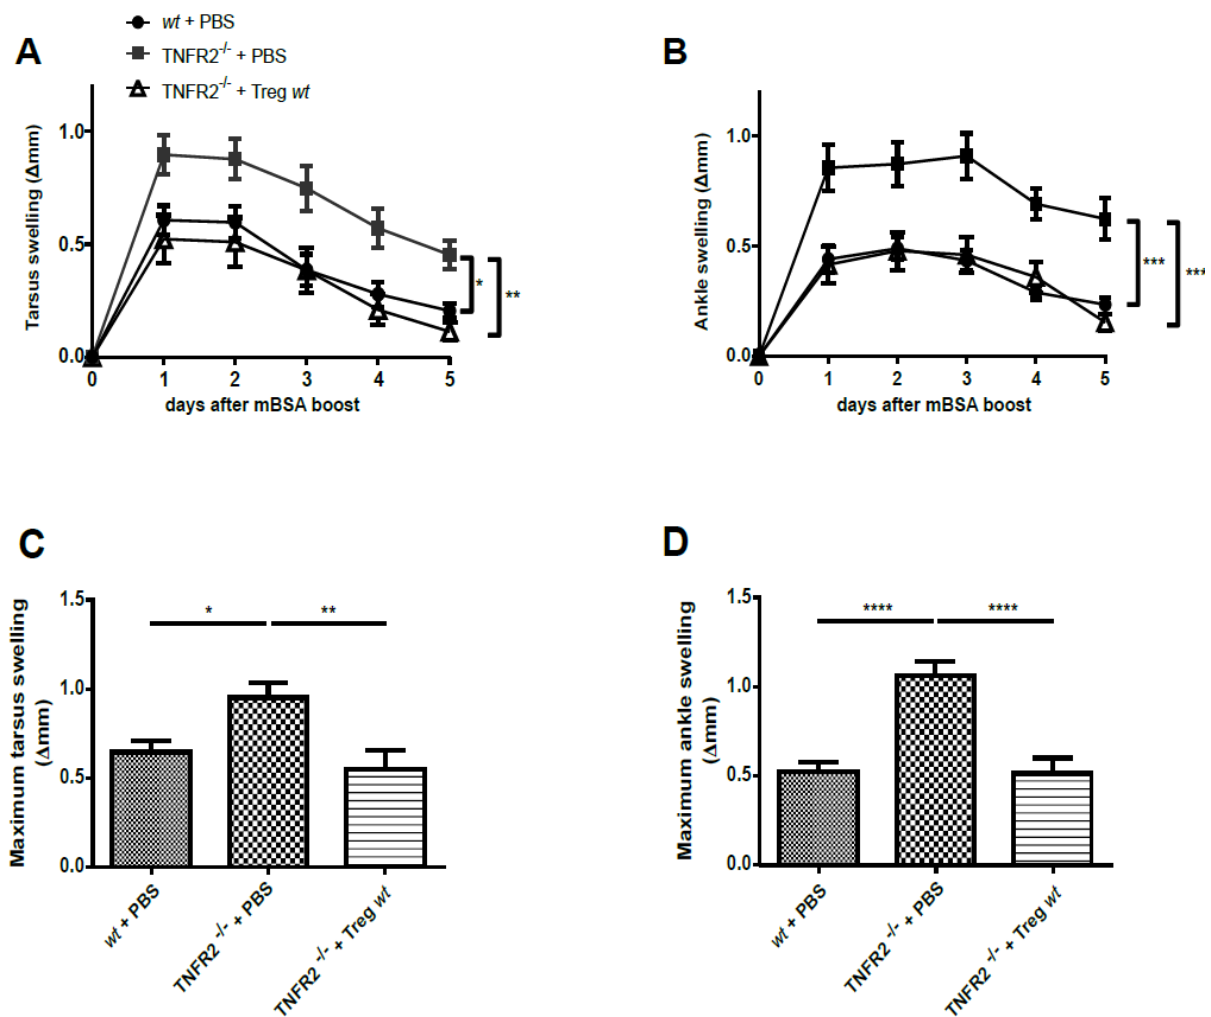 wt + PBS
TNFR2-/- + PBS
TNFR2-/- + Treg wt
A
Tarsus swelling (Δmm)
1.0
0.5
0.0
0 1 2 3 4 5
days after mBSA boost
*
**
B
Ankle swelling (Δmm)
1.0
0.5
0.0
0 1 2 3 4 5
days after mBSA boost
***
***
C
Maximum tarsus swelling
(Δmm)
1.5
1.0
0.5
0.0
*
**
wt + PBS
TNFR2 -/- + PBS
TNFR2 -/- + Treg wt
D
Maximum ankle swelling
(Δmm)
1.5
1.0
0.5
0.0
****
****
wt + PBS
TNFR2 -/- + PBS
TNFR2 -/- + Treg wt